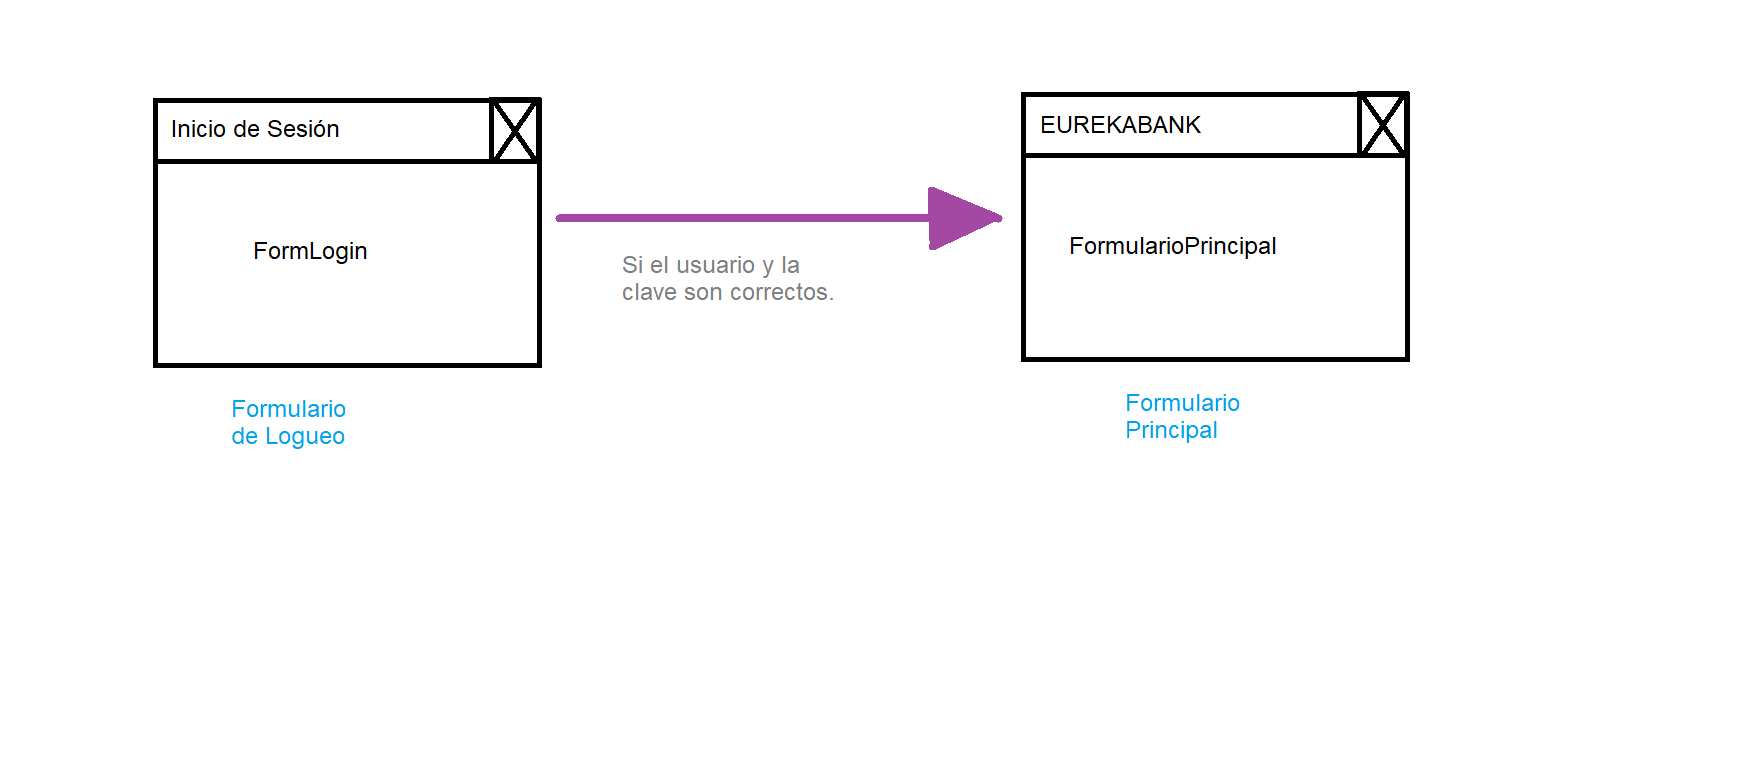 Inicio de Sesión
FormLogin
Formulario
de Logueo
Si el usuario y la
clave son correctos.
EUREKABANK
FormularioPrincipal
Formulario
Principal